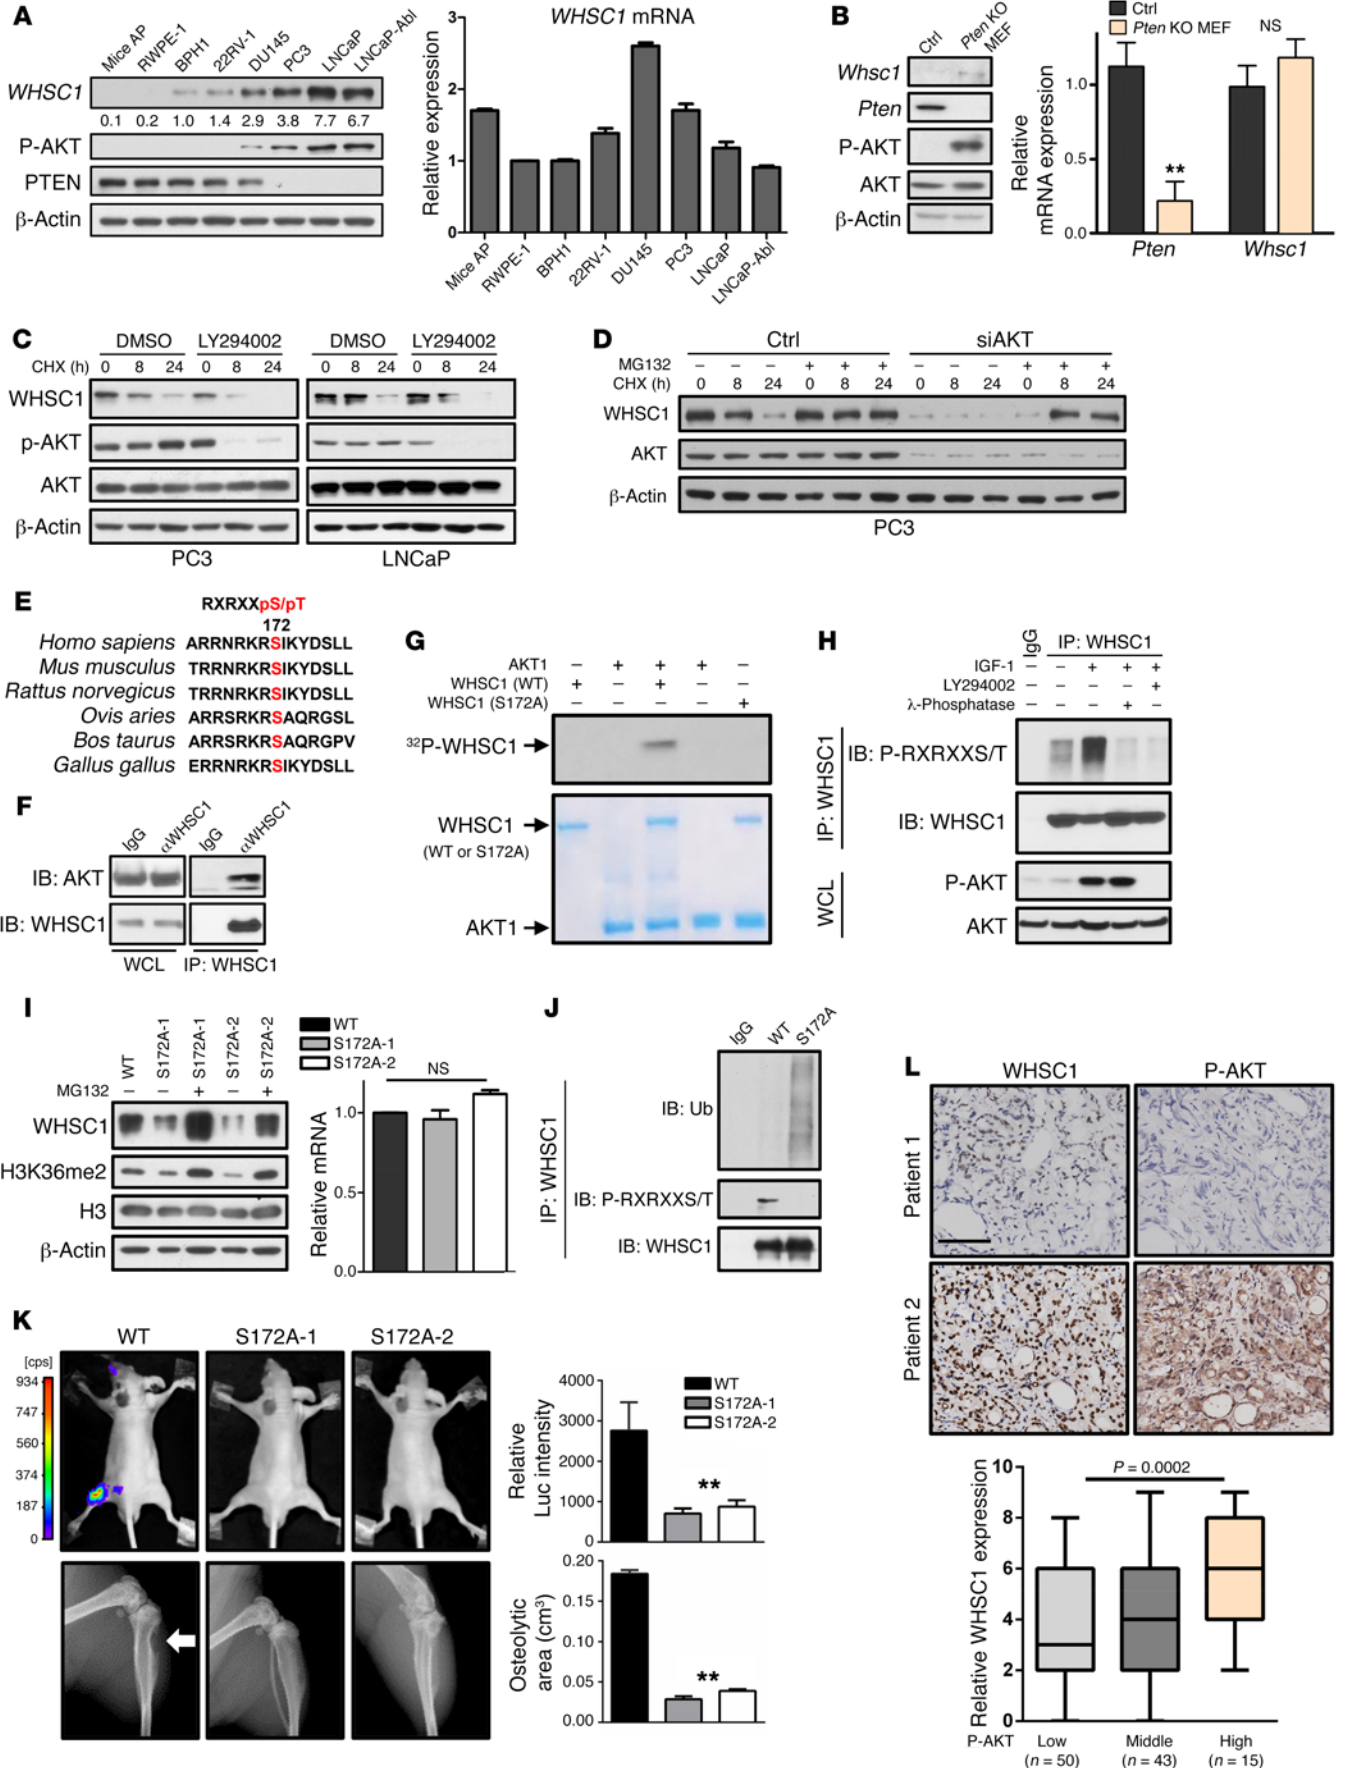 A
Mice AP
RWPE-1
BPH1
22RV-1
DU145
PC3
LNCaP
LNCaP-Abl
WHSC1
0.1 0.2 1.0 1.4 2.9 3.8 7.7 6.7
P-AKT
PTEN
β-Actin
WHSC1 mRNA
Relative expression
3
2
1
0
Mice AP
RWPE-1
BPH1
22RV-1
DU145
PC3
LNCaP
LNCaP-Abl
B
Ctrl
Pten KO
MEF
Whsc1
Pten
P-AKT
AKT
β-Actin
Ctrl
Pten KO MEF
NS
Relative
mRNA expression
1.0
0.5
0.0
**
Pten Whsc1
C
DMSO LY294002 DMSO LY294002
CHX (h) 0 8 24 0 8 24 0 8 24 0 8 24
WHSC1
p-AKT
AKT
β-Actin
PC3 LNCaP
D
Ctrl siAKT
MG132 – – – + + + – – – + + +
CHX (h) 0 8 24 0 8 24 0 8 24 0 8 24
WHSC1
AKT
β-Actin
PC3
E
RXRXXpS/pT
172
Homo sapiens ARRNRKRSIKYDSLL
Mus musculus TRRNRKRSIKYDSLL
Rattus norvegicus TRRNRKRSIKYDSLL
Ovis aries ARRSRKRSAQRGSL
Bos taurus ARRSRKRSAQRGPV
Gallus gallus ERRNRKRSIKYDSLL
F
IgG
αWHSC1
IgG
αWHSC1
IB: AKT
IB: WHSC1
WCL IP: WHSC1
G
AKT1 – + + + –
WHSC1 (WT) + – + – –
WHSC1 (S172A) – – – – +
32P-WHSC1
WHSC1
(WT or S172A)
AKT1
H
IgG
IP: WHSC1
IGF-1 – – + + +
LY294002 – – – – +
λ-Phosphatase – – – + –
IP: WHSC1
IB: P-RXRXXS/T
IB: WHSC1
WCL
P-AKT
AKT
I
WT
S172A-1
S172A-1
S172A-2
S172A-2
MG132 – – + – +
WHSC1
H3K36me2
H3
β-Actin
WT
S172A-1
S172A-2
NS
Relative mRNA
1.0
0.5
0.0
J
IgG
WT
S172A
IP: WHSC1
IB: Ub
IB: P-RXRXXS/T
IB: WHSC1
K
WT S172A-1 S172A-2
[cps]
934
747
560
374
187
0
WT
S172A-1
S172A-2
Relative
Luc intensity
4000
3000
2000
1000
0
**
Osteolytic
area (cm3)
0.20
0.15
0.10
0.05
0.00
**
L
WHSC1 P-AKT
Patient 1
Patient 2
P = 0.0002
Relative WHSC1 expression
10
8
6
4
2
0
P-AKT Low Middle High
(n = 50) (n = 43) (n = 15)